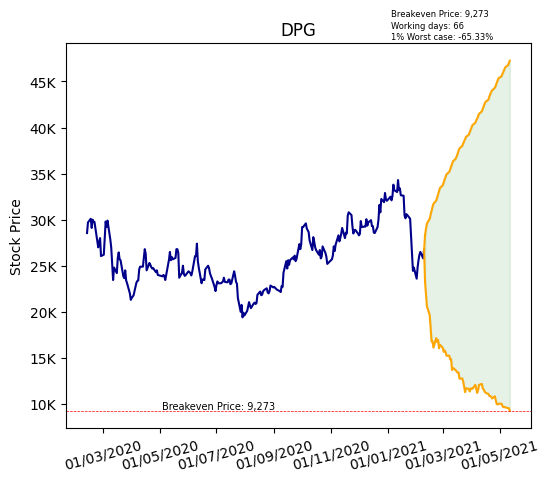 Breakeven Price: 9,273
Working days: 66
1% Worst case: -65.33%
DPG
Stock Price
45K
40K
35K
30K
25K
20K
15K
10K
Breakeven Price: 9,273
01/03/2020
01/05/2020
01/07/2020
01/09/2020
01/11/2020
01/01/2021
01/03/2021
01/05/2021